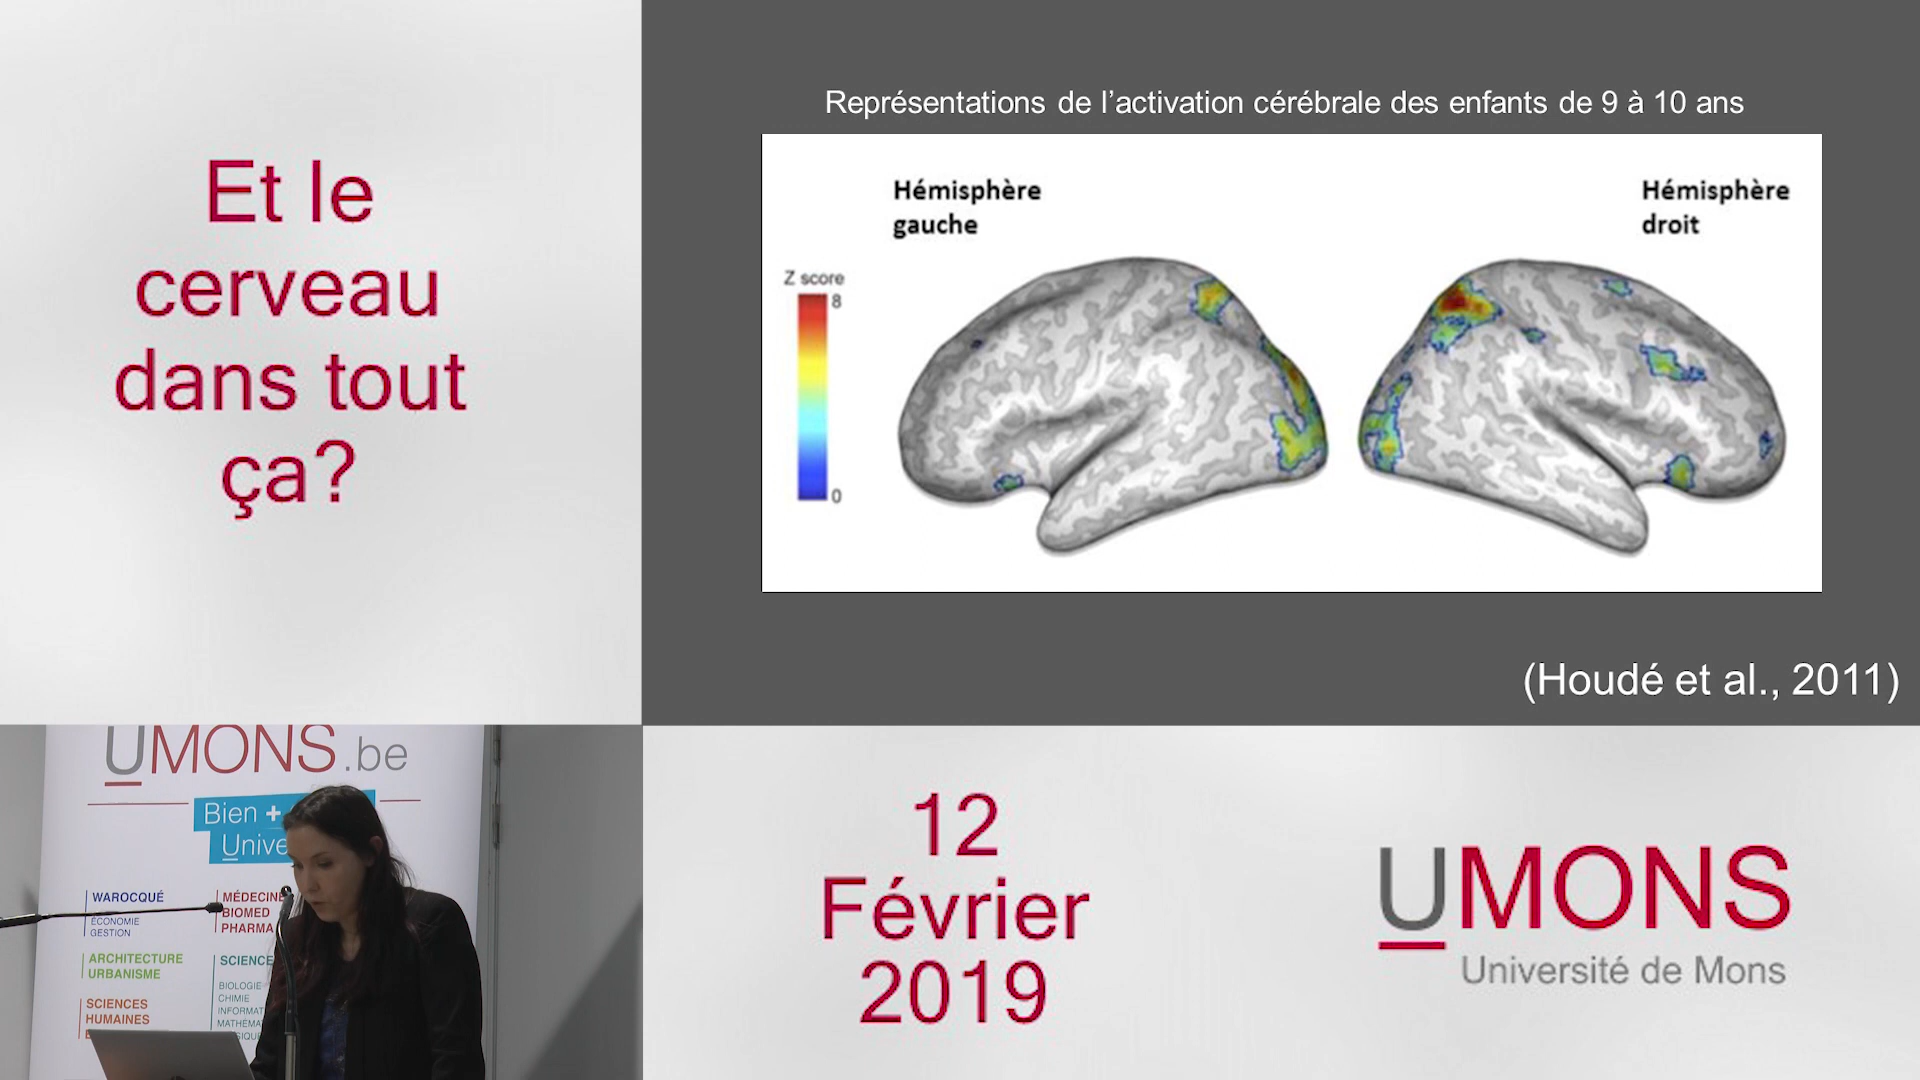 Et le
cerveau
dans tout
ça?
Représentations de l’activation cérébrale des enfants de 9 à 10 ans
Hémisphère
gauche
Hémisphère
droit
Z score
8
0
(Houdé et al., 2011)
UMONS.be
Bien +
WAROCQUÉ
ÉCONOMIE
GESTION
ARCHITECTURE
URBANISME
SCIENCES
HUMAINES
MÉDECINE
BIOMED
PHARMA
BIOLOGIE
CHIMIE
12
Février
2019
UMONS
Université de Mons